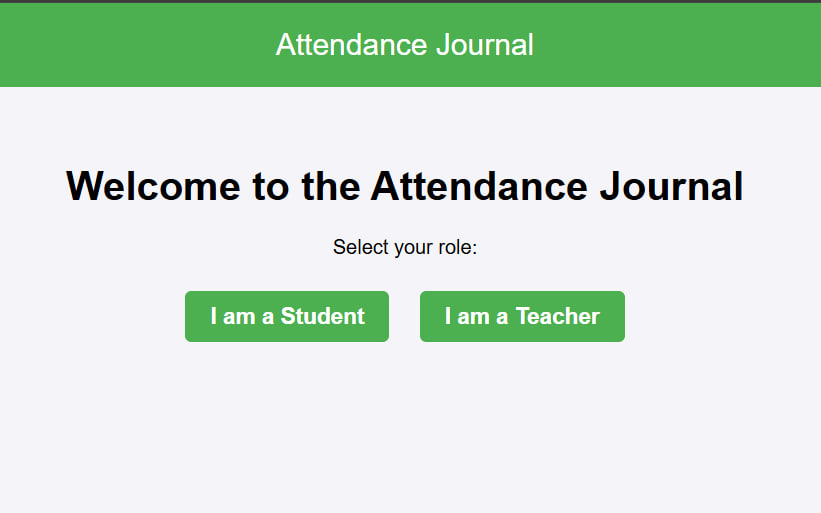 Attendance Journal
Welcome to the Attendance Journal
Select your role:
I am a Student
I am a Teacher